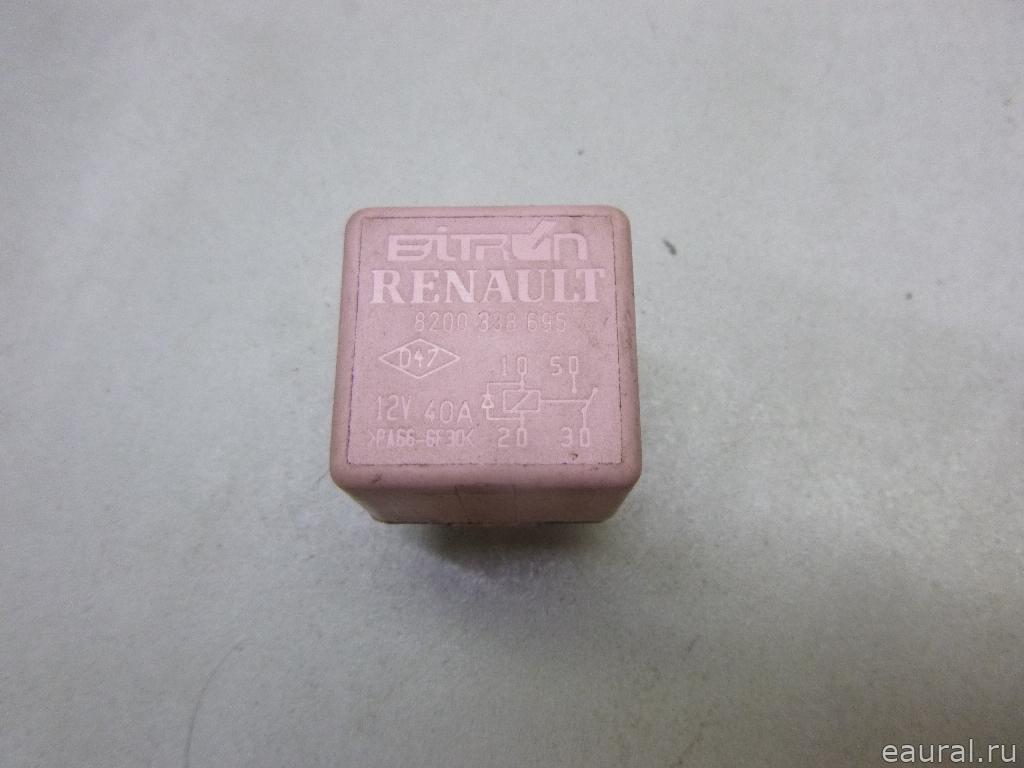 BiTRON
RENAULT
8200 338 695
D47
10 50
12V 40A
>PA66-GF30<
20 30
eaural.ru